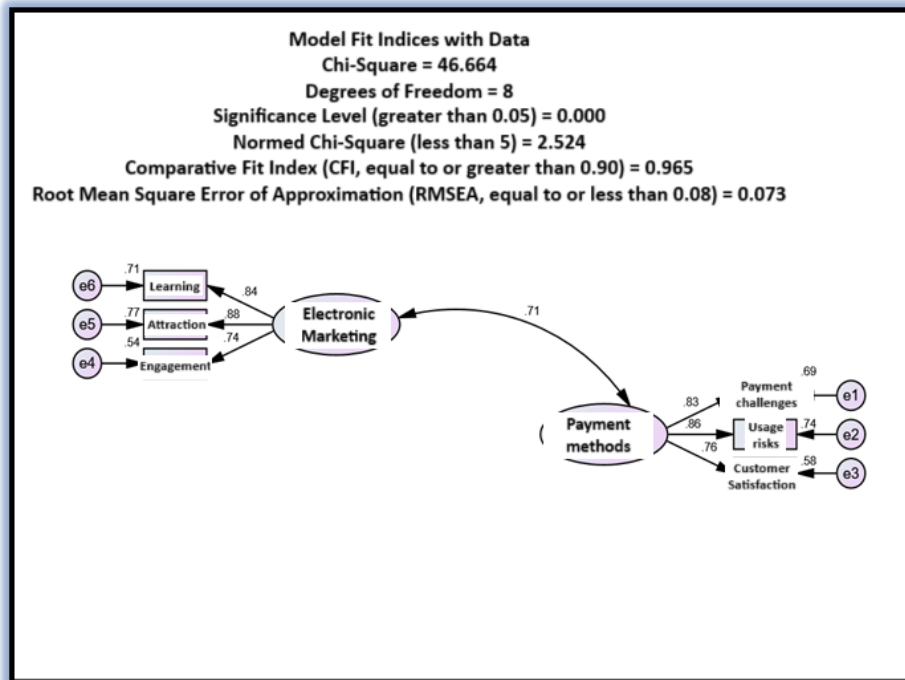 Model Fit Indices with Data
Chi-Square = 46.664
Degrees of Freedom = 8
Significance Level (greater than 0.05) = 0.000
Normed Chi-Square (less than 5) = 2.524
Comparative Fit Index (CFI, equal to or greater than 0.90) = 0.965
Root Mean Square Error of Approximation (RMSEA, equal to or less than 0.08) = 0.073
.71
e6
Learning
.84
.77
e5
Attraction
.88
.54
e4
Engagement
.74
Electronic
Marketing
.71
Payment
methods
.83
.86
.76
Payment
challenges
.69
e1
Usage
risks
.74
e2
Customer
Satisfaction
.58
e3